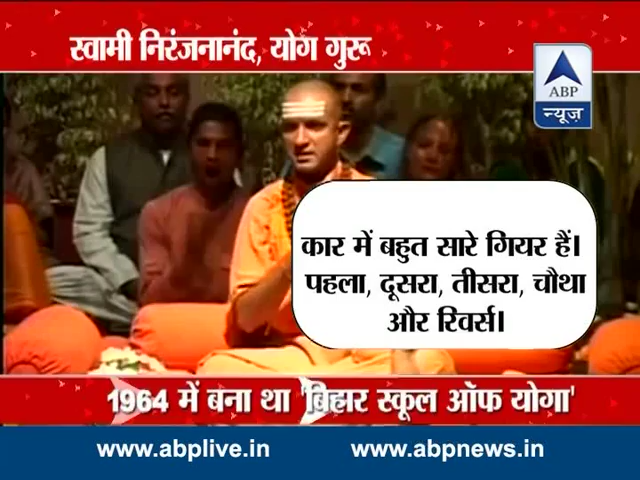 स्वामी निरंजनानंद, योग गुरू
ABP
न्यूज़
कार में बहुत सारे गियर हैं।
पहला, दूसरा, तीसरा, चौथा
और रिवर्स।
1964 में बना था 'बिहार स्कूल ऑफ योगा'
www.abplive.in
www.abpnews.in